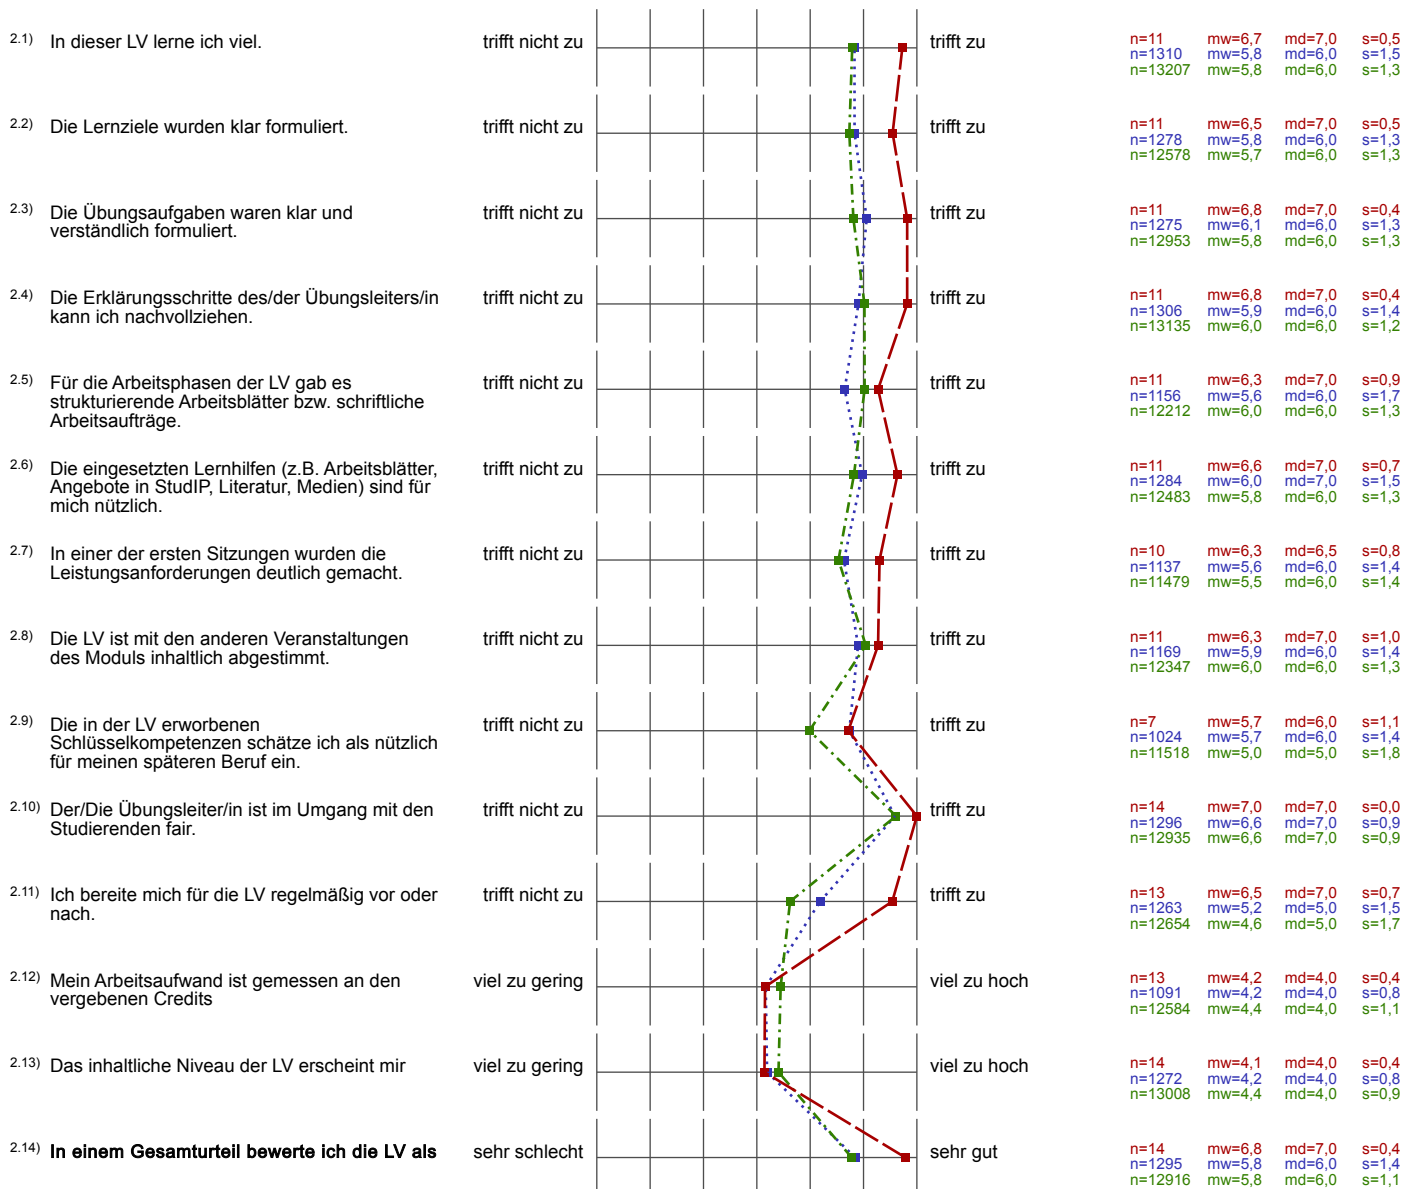 2.1) In dieser LV lerne ich viel. trifft nicht zu trifft zu n=11 mw=6,7 md=7,0 s=0,5
n=1310 mw=5,8 md=6,0 s=1,5
n=13207 mw=5,8 md=6,0 s=1,3
2.2) Die Lernziele wurden klar formuliert. trifft nicht zu trifft zu n=11 mw=6,5 md=7,0 s=0,5
n=1278 mw=5,8 md=6,0 s=1,3
n=12578 mw=5,7 md=6,0 s=1,3
2.3) Die Übungsaufgaben waren klar und trifft nicht zu trifft zu n=11 mw=6,8 md=7,0 s=0,4
verständlich formuliert. n=1275 mw=6,1 md=6,0 s=1,3
n=12953 mw=5,8 md=6,0 s=1,3
2.4) Die Erklärungsschritte des/der Übungsleiters/in trifft nicht zu trifft zu n=11 mw=6,8 md=7,0 s=0,4
kann ich nachvollziehen. n=1306 mw=5,9 md=6,0 s=1,4
n=13135 mw=6,0 md=6,0 s=1,2
2.5) Für die Arbeitsphasen der LV gab es trifft nicht zu trifft zu n=11 mw=6,3 md=7,0 s=0,9
strukturierende Arbeitsblätter bzw. schriftliche n=1156 mw=5,6 md=6,0 s=1,7
Arbeitsaufträge. n=12212 mw=6,0 md=6,0 s=1,3
2.6) Die eingesetzten Lernhilfen (z.B. Arbeitsblätter, trifft nicht zu trifft zu n=11 mw=6,6 md=7,0 s=0,7
Angebote in StudIP, Literatur, Medien) sind für n=1284 mw=6,0 md=6,0 s=1,5
mich nützlich. n=12483 mw=5,8 md=6,0 s=1,3
2.7) In einer der ersten Sitzungen wurden die trifft nicht zu trifft zu n=10 mw=6,3 md=6,5 s=0,8
Leistungsanforderungen deutlich gemacht. n=1137 mw=5,6 md=6,0 s=1,4
n=11479 mw=5,5 md=6,0 s=1,4
2.8) Die LV ist mit den anderen Veranstaltungen trifft nicht zu trifft zu n=11 mw=6,3 md=7,0 s=1,0
des Moduls inhaltlich abgestimmt. n=1169 mw=5,9 md=6,0 s=1,4
n=12347 mw=6,0 md=6,0 s=1,3
2.9) Die in der LV erworbenen trifft nicht zu trifft zu n=7 mw=5,7 md=6,0 s=1,1
Schlüsselkompetenzen schätze ich als nützlich n=1024 mw=5,7 md=6,0 s=1,4
für meinen späteren Beruf ein. n=11518 mw=5,0 md=5,0 s=1,8
2.10) Der/Die Übungsleiter/in ist im Umgang mit den trifft nicht zu trifft zu n=14 mw=7,0 md=7,0 s=0,0
Studierenden fair. n=1296 mw=6,6 md=7,0 s=0,9
n=12935 mw=6,6 md=7,0 s=0,9
2.11) Ich bereite mich für die LV regelmäßig vor oder trifft nicht zu trifft zu n=13 mw=6,5 md=7,0 s=0,7
nach. n=1263 mw=5,2 md=5,0 s=1,5
n=12654 mw=4,6 md=5,0 s=1,7
2.12) Mein Arbeitsaufwand ist gemessen an den viel zu gering viel zu hoch n=13 mw=4,2 md=4,0 s=0,4
vergebenen Credits n=1091 mw=4,2 md=4,0 s=0,8
n=12584 mw=4,4 md=4,0 s=1,1
2.13) Das inhaltliche Niveau der LV erscheint mir viel zu gering viel zu hoch n=14 mw=4,1 md=4,0 s=0,4
n=1272 mw=4,2 md=4,0 s=0,8
n=13008 mw=4,4 md=4,0 s=0,9
2.14) In einem Gesamturteil bewerte ich die LV als sehr schlecht sehr gut n=14 mw=6,8 md=7,0 s=0,4
n=1295 mw=5,8 md=6,0 s=1,4
n=12916 mw=5,8 md=6,0 s=1,1